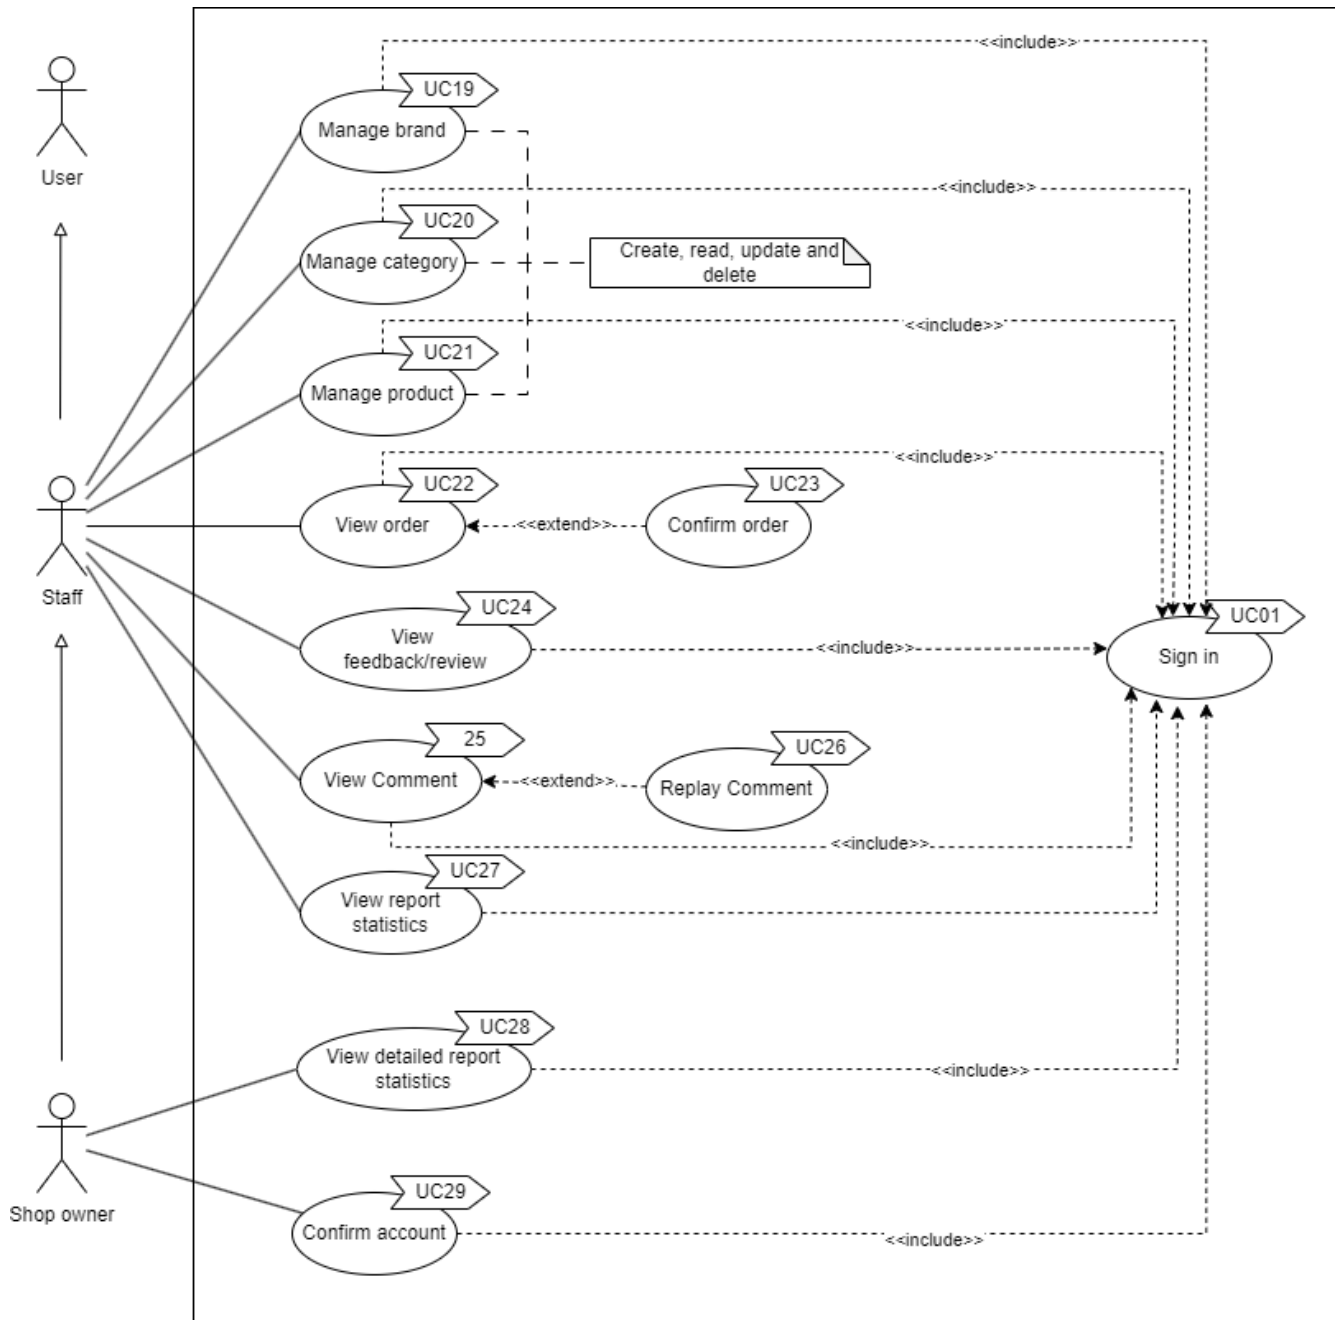 <<include>>
UC19
Manage brand
User
<<include>>
UC20
Manage category
Create, read, update and
delete
<<include>>
UC21
Manage product
<<include>>
UC22
View order
<<extend>>
UC23
Confirm order
Staff
UC24
View
feedback/review
<<include>>
UC01
Sign in
25
View Comment
<<extend>>
UC26
Replay Comment
<<include>>
UC27
View report
statistics
UC28
View detailed report
statistics
<<include>>
Shop owner
UC29
Confirm account
<<include>>